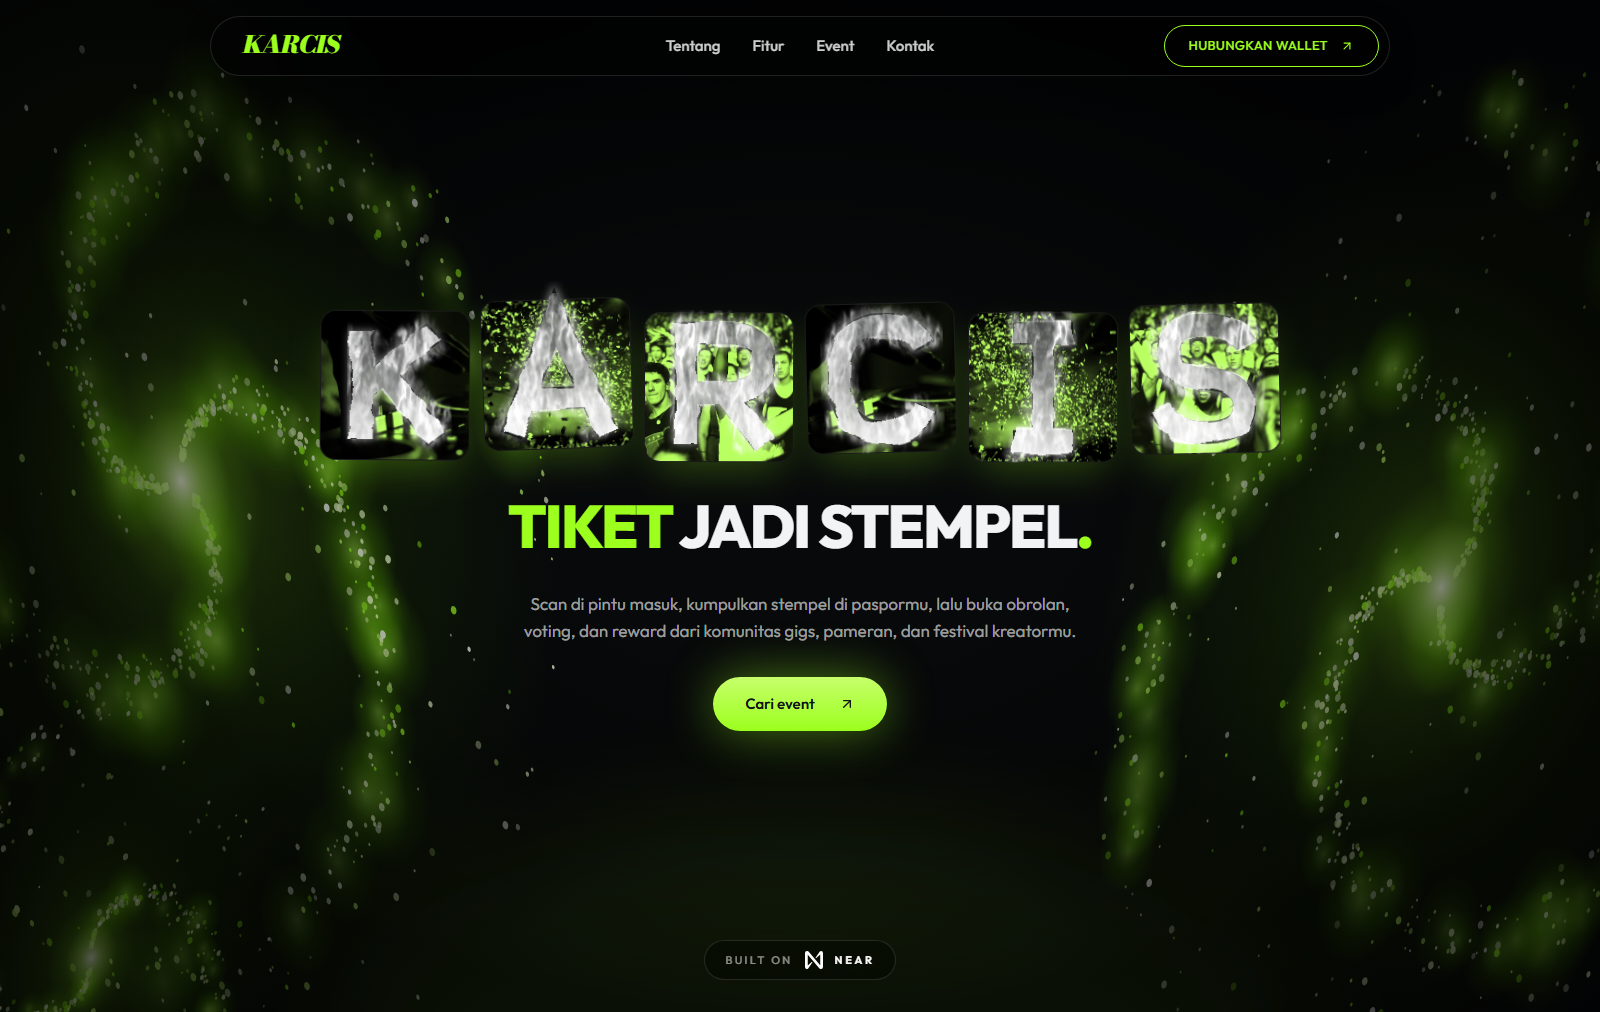 KARCIS
Tentang
Fitur
Event
Kontak
HUBUNGKAN WALLET
KARCIS
TIKET JADI STEMPEL.
Scan di pintu masuk, kumpulkan stempel di paspormu, lalu buka obrolan,
voting, dan reward dari komunitas gigs, pameran, dan festival kreatormu.
Cari event
BUILT ON NEAR